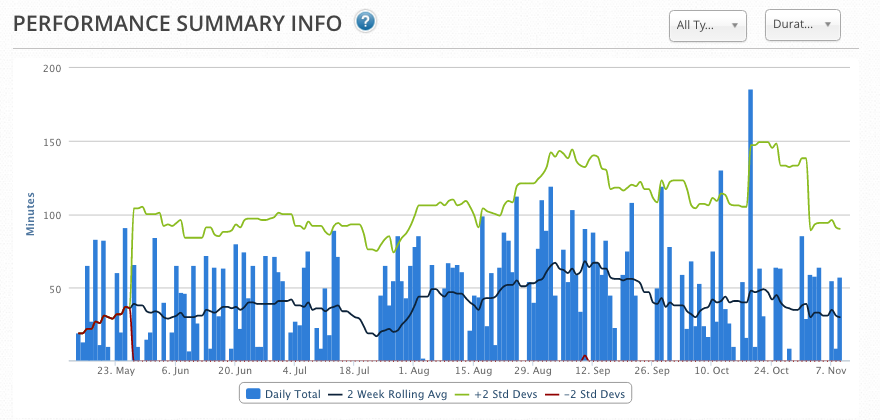 PERFORMANCE SUMMARY INFO ?
All Ty... Durat...
200
150
100
50
Minutes
23. May 6. Jun 20. Jun 4. Jul 18. Jul 1. Aug 15. Aug 29. Aug 12. Sep 26. Sep 10. Oct 24. Oct 7. Nov
Daily Total 2 Week Rolling Avg +2 Std Devs -2 Std Devs